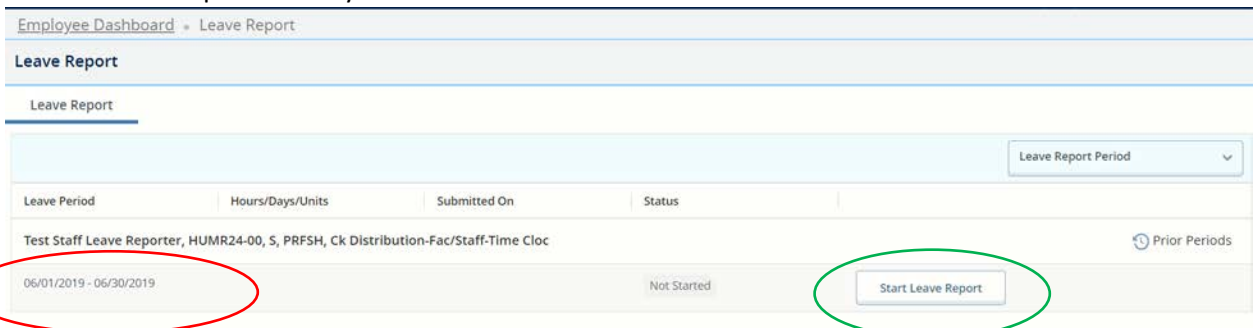 Employee Dashboard • Leave Report
Leave Report
Leave Report
Leave Report Period
Leave Period Hours/Days/Units Submitted On Status
Test Staff Leave Reporter, HUMR24-00, S, PRFSH, Ck Distribution-Fac/Staff-Time Cloc Prior Periods
06/01/2019 - 06/30/2019 Not Started Start Leave Report